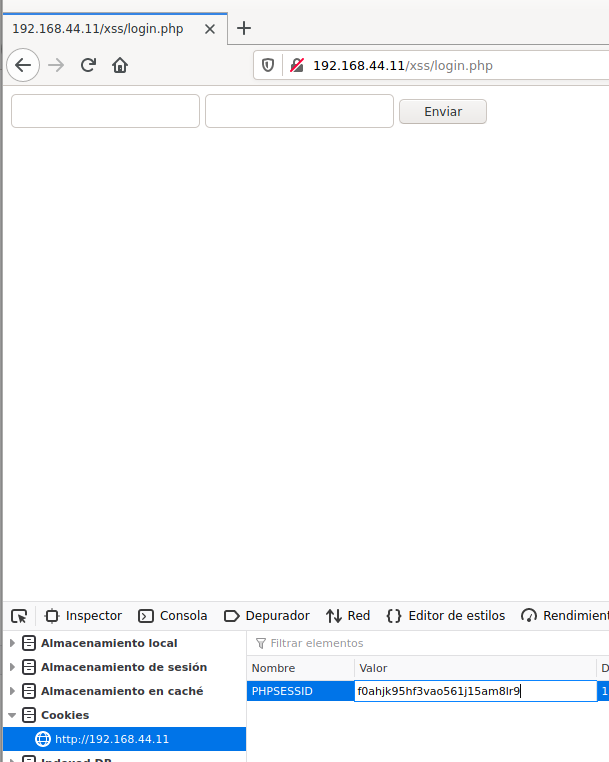 192.168.44.11/xss/login.php
192.168.44.11/xss/login.php
Enviar
Inspector Consola Depurador Red {} Editor de estilos Rendimient
Almacenamiento local
Almacenamiento de sesión
Almacenamiento en caché
Cookies
http://192.168.44.11
Indexed DB
Filtrar elementos
Nombre Valor D
PHPSESSID f0ahjk95hf3vao561j15am8lr9 1